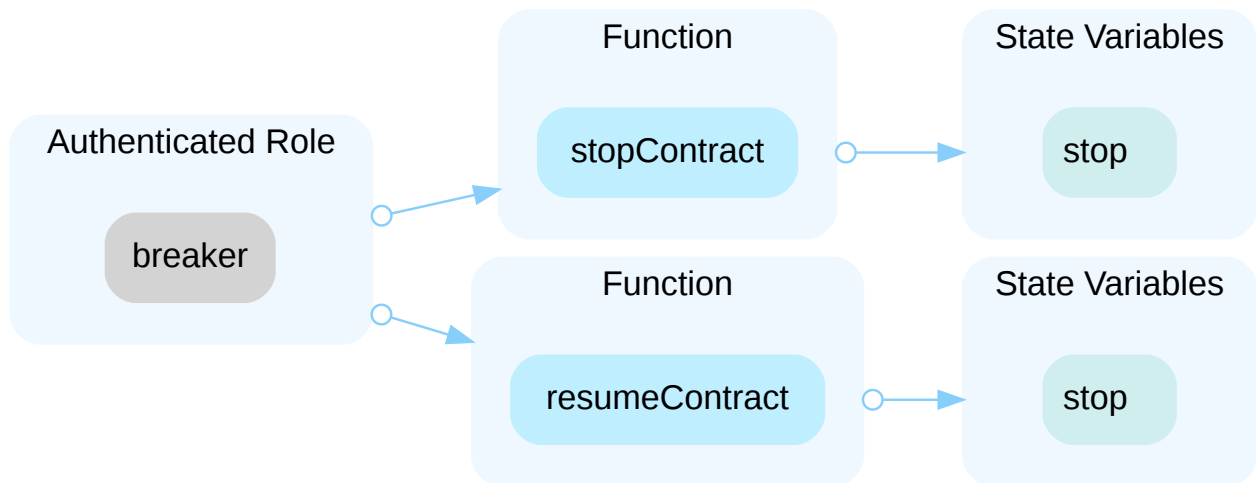 Authenticated Role
breaker
Function
stopContract
State Variables
stop
Function
resumeContract
State Variables
stop